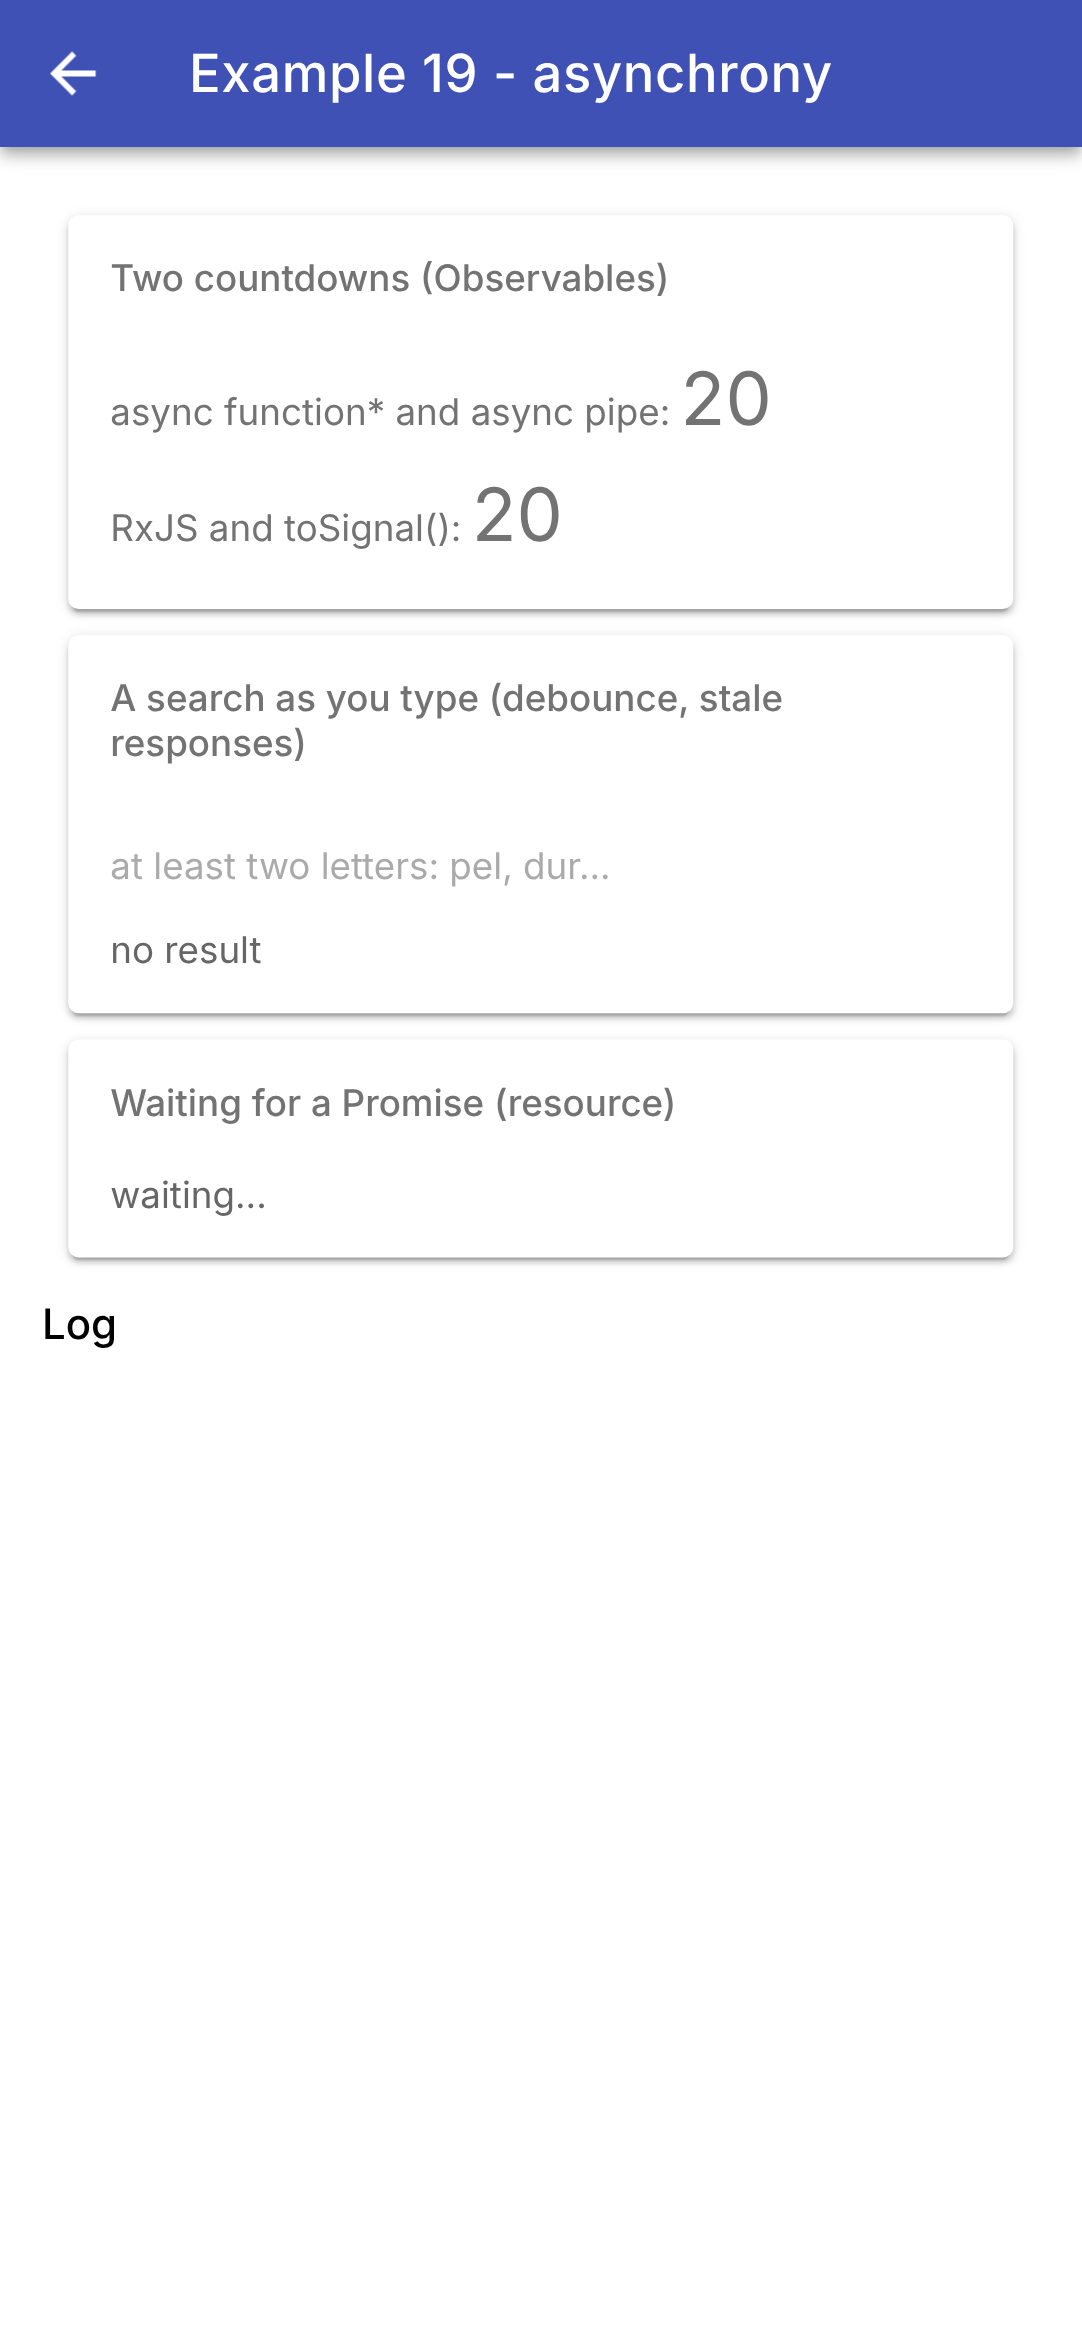 Example 19 - asynchrony
Two countdowns (Observables)
async function* and async pipe: 20
RxJS and toSignal(): 20
A search as you type (debounce, stale
responses)
at least two letters: pel, dur...
no result
Waiting for a Promise (resource)
waiting...
Log